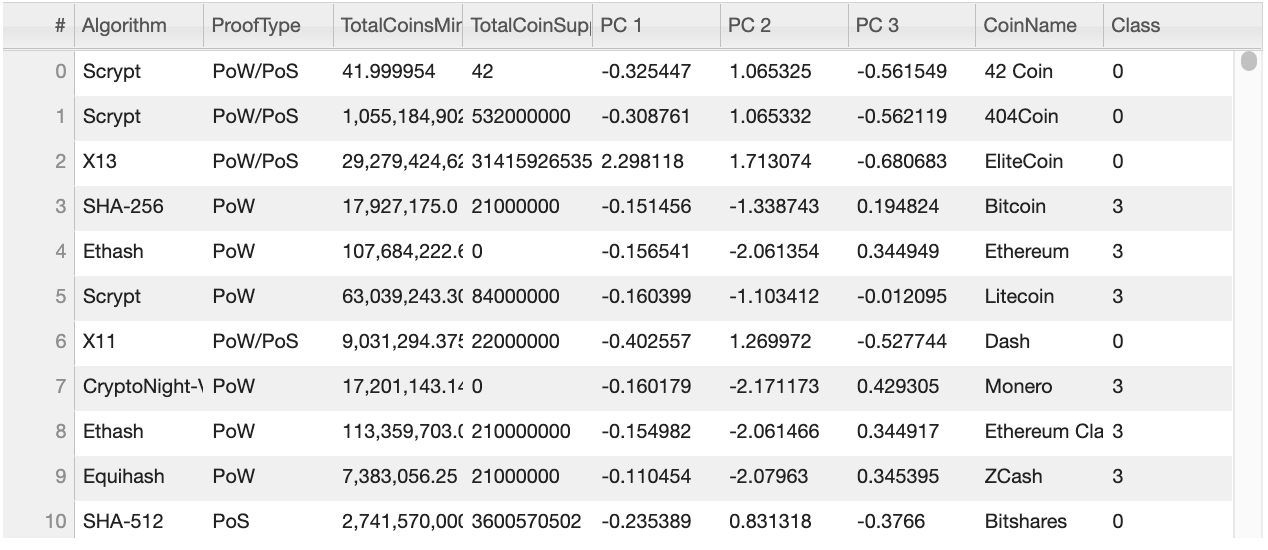 # Algorithm ProofType TotalCoinsMin TotalCoinSupp PC 1 PC 2 PC 3 CoinName Class
0 Scrypt PoW/PoS 41.999954 42 -0.325447 1.065325 -0.561549 42 Coin 0
1 Scrypt PoW/PoS 1,055,184,902 532000000 -0.308761 1.065332 -0.562119 404Coin 0
2 X13 PoW/PoS 29,279,424,62 31415926535 2.298118 1.713074 -0.680683 EliteCoin 0
3 SHA-256 PoW 17,927,175.0 21000000 -0.151456 -1.338743 0.194824 Bitcoin 3
4 Ethash PoW 107,684,222.6 0 -0.156541 -2.061354 0.344949 Ethereum 3
5 Scrypt PoW 63,039,243.30 84000000 -0.160399 -1.103412 -0.012095 Litecoin 3
6 X11 PoW/PoS 9,031,294.375 22000000 -0.402557 1.269972 -0.527744 Dash 0
7 CryptoNight-V PoW 17,201,143.14 0 -0.160179 -2.171173 0.429305 Monero 3
8 Ethash PoW 113,359,703.0 210000000 -0.154982 -2.061466 0.344917 Ethereum Cla 3
9 Equihash PoW 7,383,056.25 21000000 -0.110454 -2.07963 0.345395 ZCash 3
10 SHA-512 PoS 2,741,570,000 3600570502 -0.235389 0.831318 -0.3766 Bitshares 0